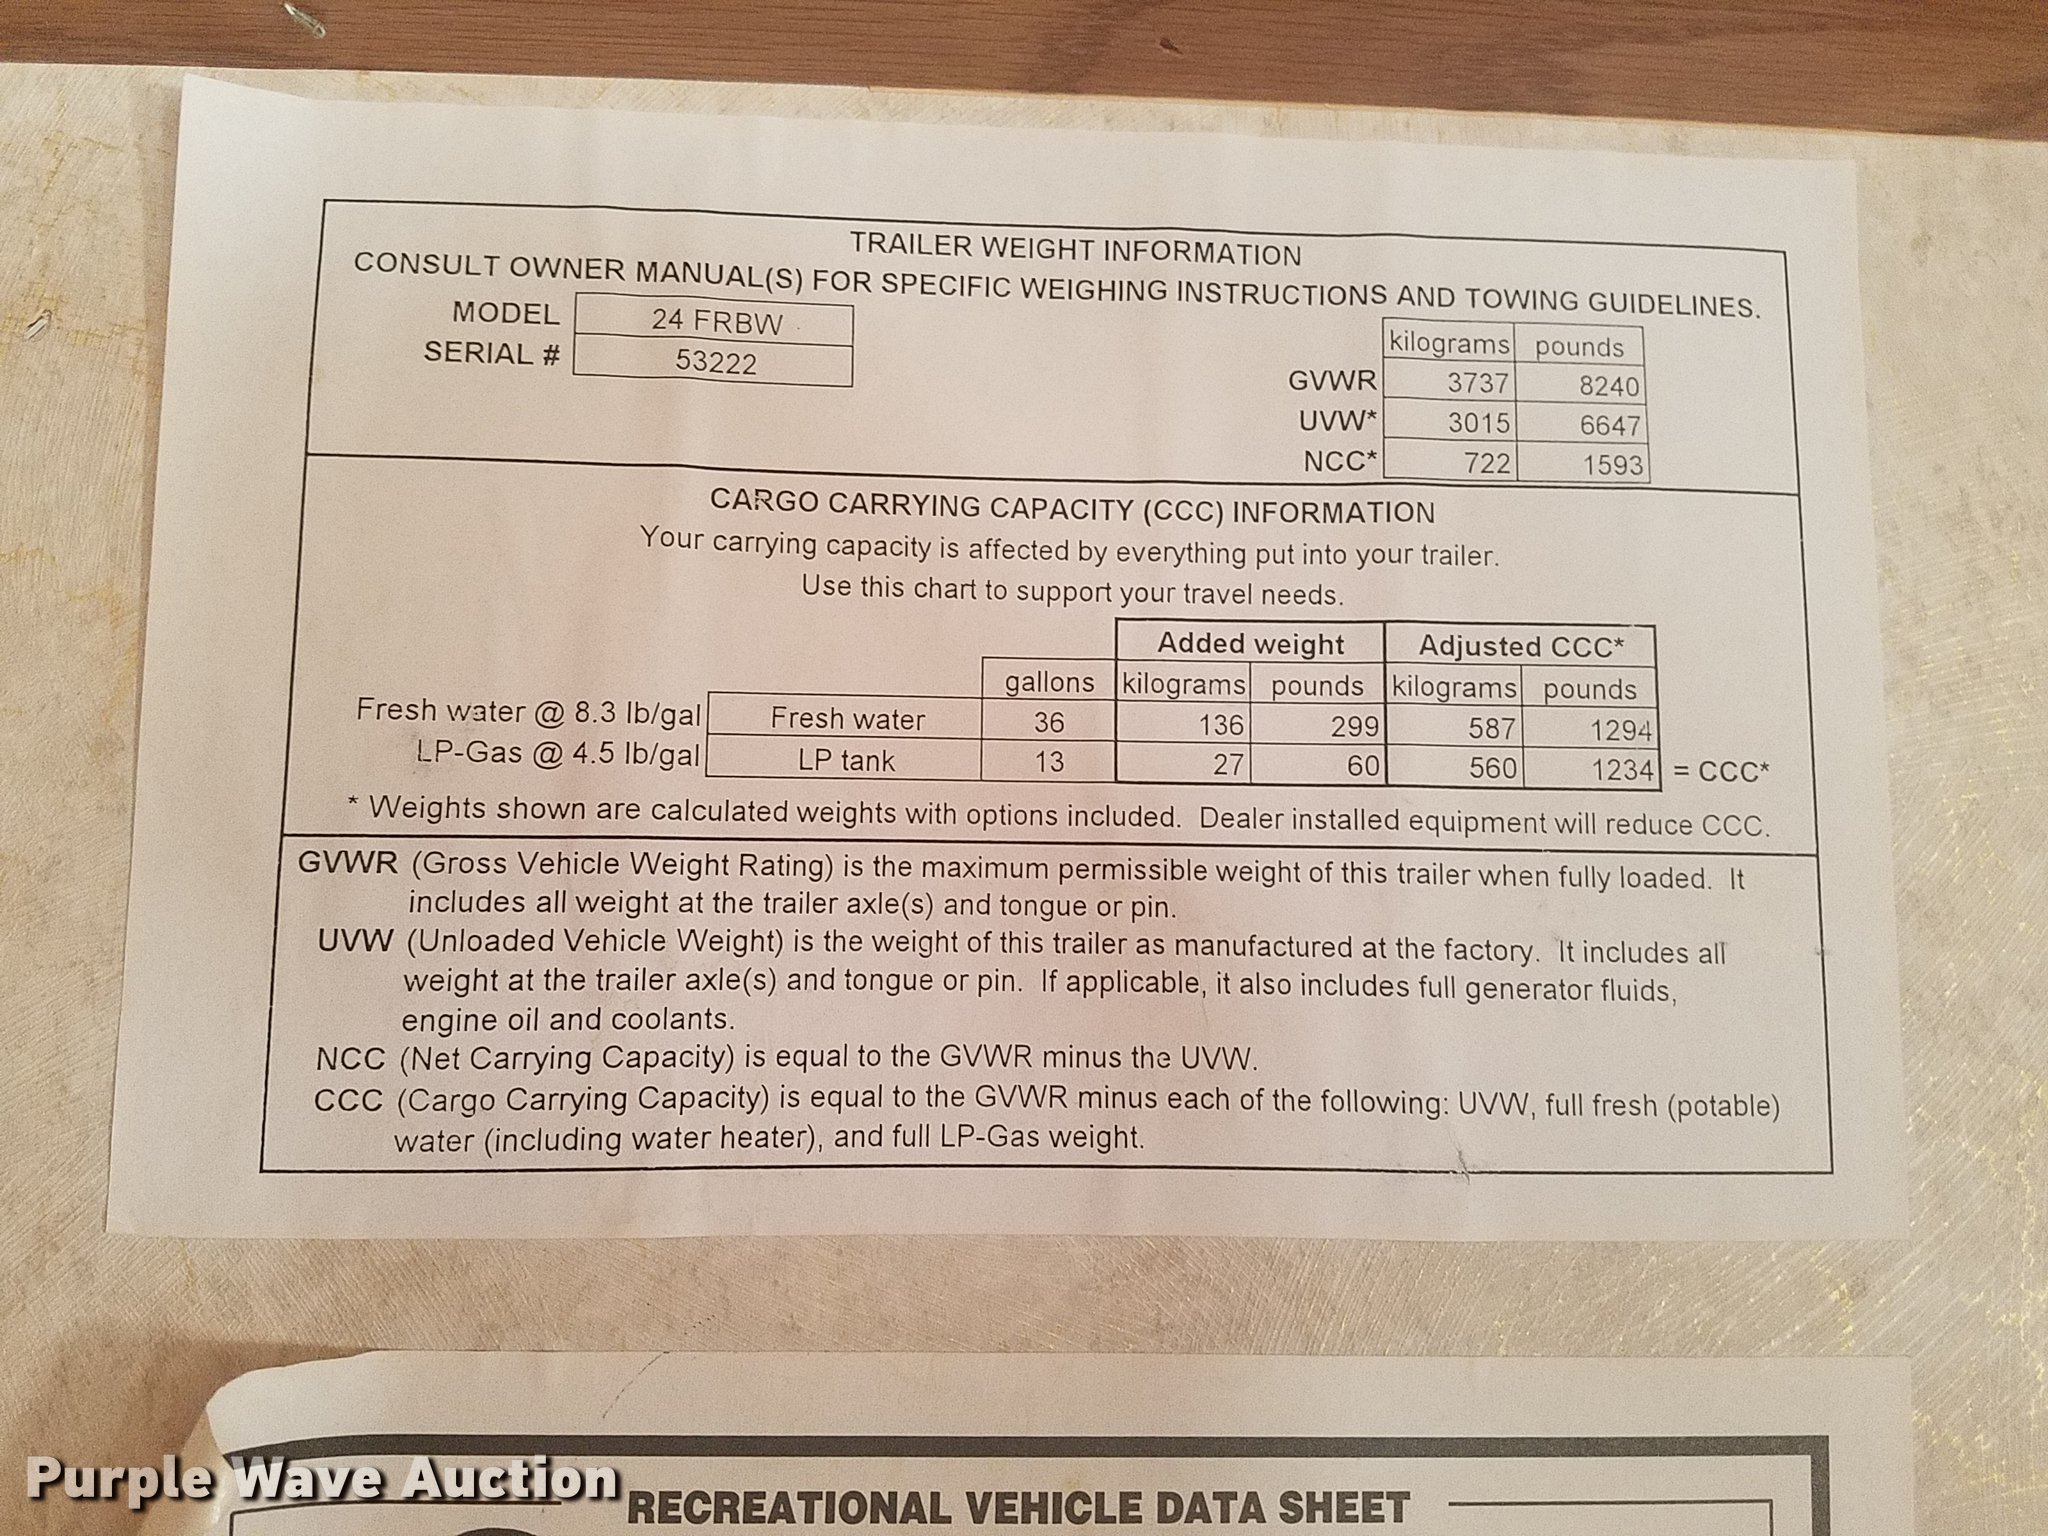 TRAILER WEIGHT INFORMATION
CONSULT OWNER MANUAL(S) FOR SPECIFIC WEIGHING INSTRUCTIONS AND TOWING GUIDELINES.
MODEL 24 FRBW
SERIAL # 53222
kilograms pounds
GVWR 3737 8240
UVW* 3015 6647
NCC* 722 1593
CARGO CARRYING CAPACITY (CCC) INFORMATION
Your carrying capacity is affected by everything put into your trailer.
Use this chart to support your travel needs.
Added weight Adjusted CCC*
gallons kilograms pounds kilograms pounds
Fresh water @ 8.3 lb/gal Fresh water 36 136 299 587 1294
LP-Gas @ 4.5 lb/gal LP tank 13 27 60 560 1234 = CCC*
* Weights shown are calculated weights with options included. Dealer installed equipment will reduce CCC.
GVWR (Gross Vehicle Weight Rating) is the maximum permissible weight of this trailer when fully loaded. It
includes all weight at the trailer axle(s) and tongue or pin.
UVW (Unloaded Vehicle Weight) is the weight of this trailer as manufactured at the factory. It includes all
weight at the trailer axle(s) and tongue or pin. If applicable, it also includes full generator fluids,
engine oil and coolants.
NCC (Net Carrying Capacity) is equal to the GVWR minus the UVW.
CCC (Cargo Carrying Capacity) is equal to the GVWR minus each of the following: UVW, full fresh (potable)
water (including water heater), and full LP-Gas weight.
Purple Wave Auction
RECREATIONAL VEHICLE DATA SHEET